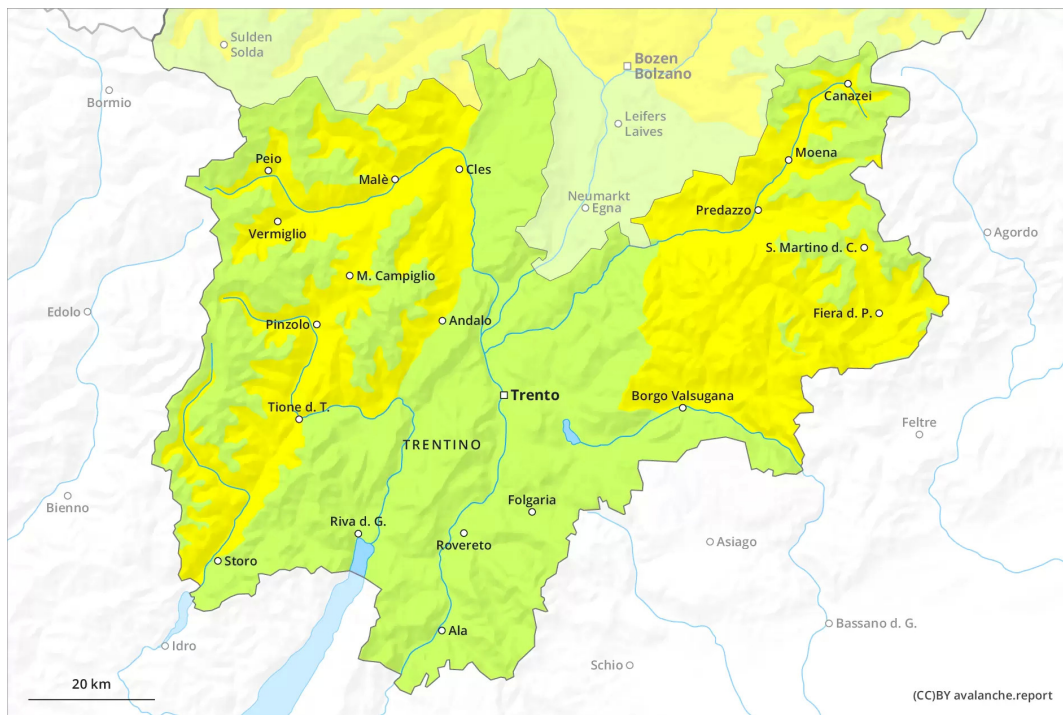 Sulden
Solda
Bozen
Bolzano
Bormio
Canazei
Leifers
Laives
Peio
Moena
Malè
Cles
Neumarkt
Egna
Predazzo
Vermiglio
Agordo
S. Martino d. C.
M. Campiglio
Edolo
Fiera d. P.
Pinzolo
Andalo
Trento
Borgo Valsugana
Tione d. T.
Feltre
TRENTINO
Bienno
Folgaria
Riva d. G.
Rovereto
Asiago
Storo
Bassano d. G.
Ala
Idro
Schio
20 km
(CC)BY avalanche.report